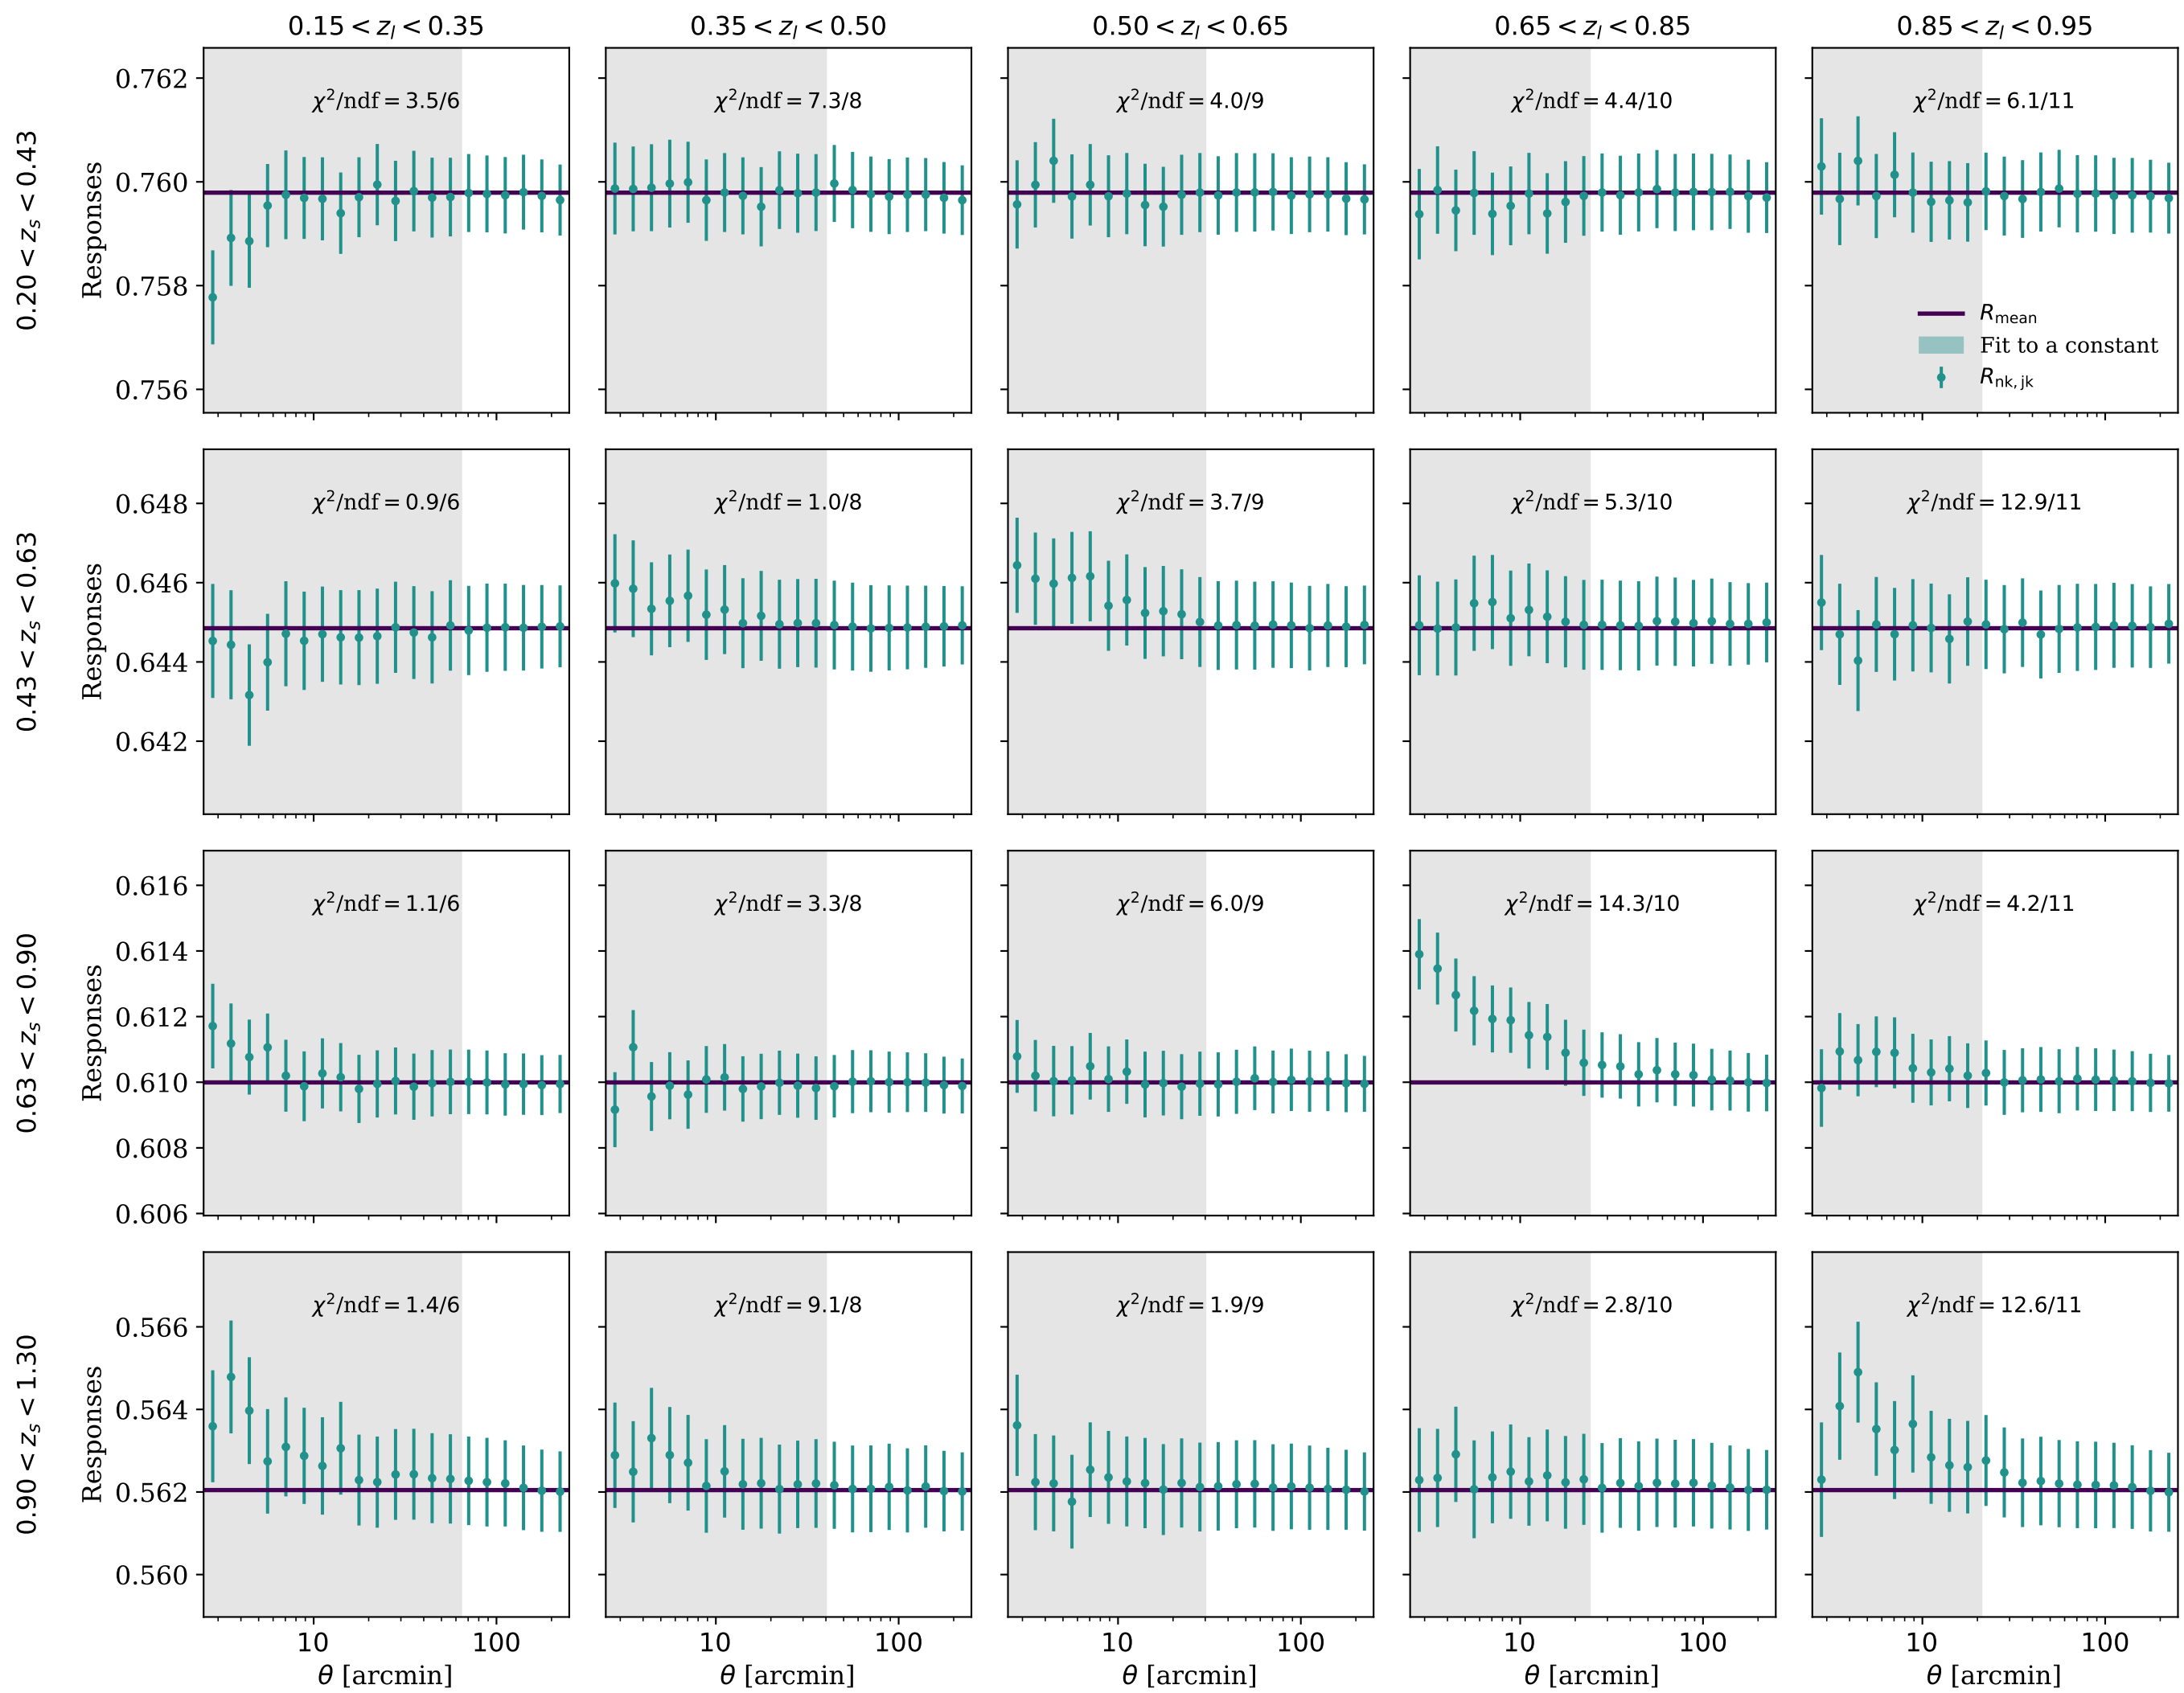 0.15 < z_l < 0.35 0.35 < z_l < 0.50 0.50 < z_l < 0.65 0.65 < z_l < 0.85 0.85 < z_l < 0.95
0.20 < z_s < 0.43
Responses
0.762
0.760
0.758
0.756
χ²/ndf = 3.5/6
χ²/ndf = 7.3/8
χ²/ndf = 4.0/9
χ²/ndf = 4.4/10
χ²/ndf = 6.1/11
R_mean
Fit to a constant
R_nk, jk
0.43 < z_s < 0.63
Responses
0.648
0.646
0.644
0.642
χ²/ndf = 0.9/6
χ²/ndf = 1.0/8
χ²/ndf = 3.7/9
χ²/ndf = 5.3/10
χ²/ndf = 12.9/11
0.63 < z_s < 0.90
Responses
0.616
0.614
0.612
0.610
0.608
0.606
χ²/ndf = 1.1/6
χ²/ndf = 3.3/8
χ²/ndf = 6.0/9
χ²/ndf = 14.3/10
χ²/ndf = 4.2/11
0.90 < z_s < 1.30
Responses
0.566
0.564
0.562
0.560
χ²/ndf = 1.4/6
χ²/ndf = 9.1/8
χ²/ndf = 1.9/9
χ²/ndf = 2.8/10
χ²/ndf = 12.6/11
10 100 10 100 10 100 10 100 10 100
θ [arcmin] θ [arcmin] θ [arcmin] θ [arcmin] θ [arcmin]